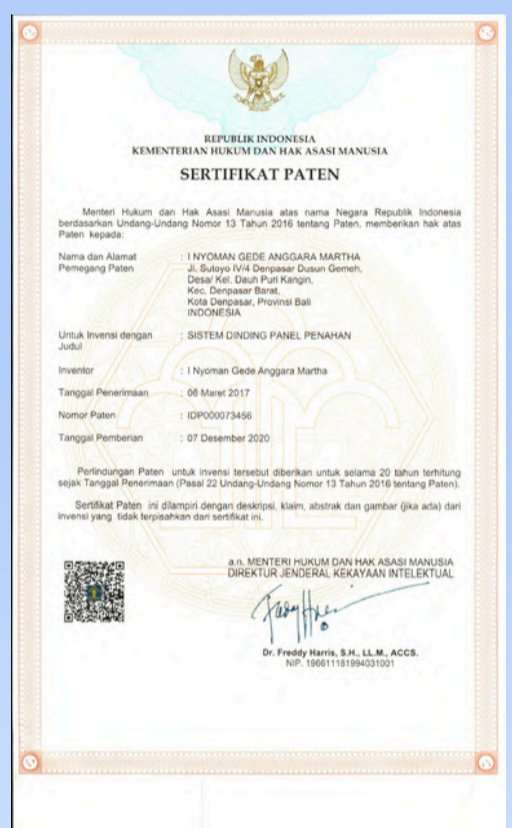 REPUBLIK INDONESIA
KEMENTERIAN HUKUM DAN HAK ASASI MANUSIA
SERTIFIKAT PATEN
Menteri Hukum dan Hak Asasi Manusia atas nama Negara Republik Indonesia
berdasarkan Undang-Undang Nomor 13 Tahun 2016 tentang Paten, memberikan hak atas
Paten kepada:
Nama dan Alamat : I NYOMAN GEDE ANGGARA MARTHA
Pemegang Paten Jl. Sutoyo IV/4 Denpasar Dusun Gemeh,
Desa/ Kel. Dauh Puri Kangin,
Kec. Denpasar Barat,
Kota Denpasar, Provinsi Bali
INDONESIA
Untuk Invensi dengan : SISTEM DINDING PANEL PENAHAN
Judul
Inventor : I Nyoman Gede Anggara Martha
Tanggal Penerimaan : 06 Maret 2017
Nomor Paten : IDP000073456
Tanggal Pemberian : 07 Desember 2020
Perlindungan Paten untuk invensi tersebut diberikan untuk selama 20 tahun terhitung
sejak Tanggal Penerimaan (Pasal 22 Undang-Undang Nomor 13 Tahun 2016 tentang Paten).
Sertifikat Paten ini dilampiri dengan deskripsi, klaim, abstrak dan gambar (jika ada) dari
invensi yang tidak terpisahkan dari sertifikat ini.
a.n. MENTERI HUKUM DAN HAK ASASI MANUSIA
DIREKTUR JENDERAL KEKAYAAN INTELEKTUAL
Dr. Freddy Harris, S.H., LL.M., ACCS.
NIP. 196611181994031001